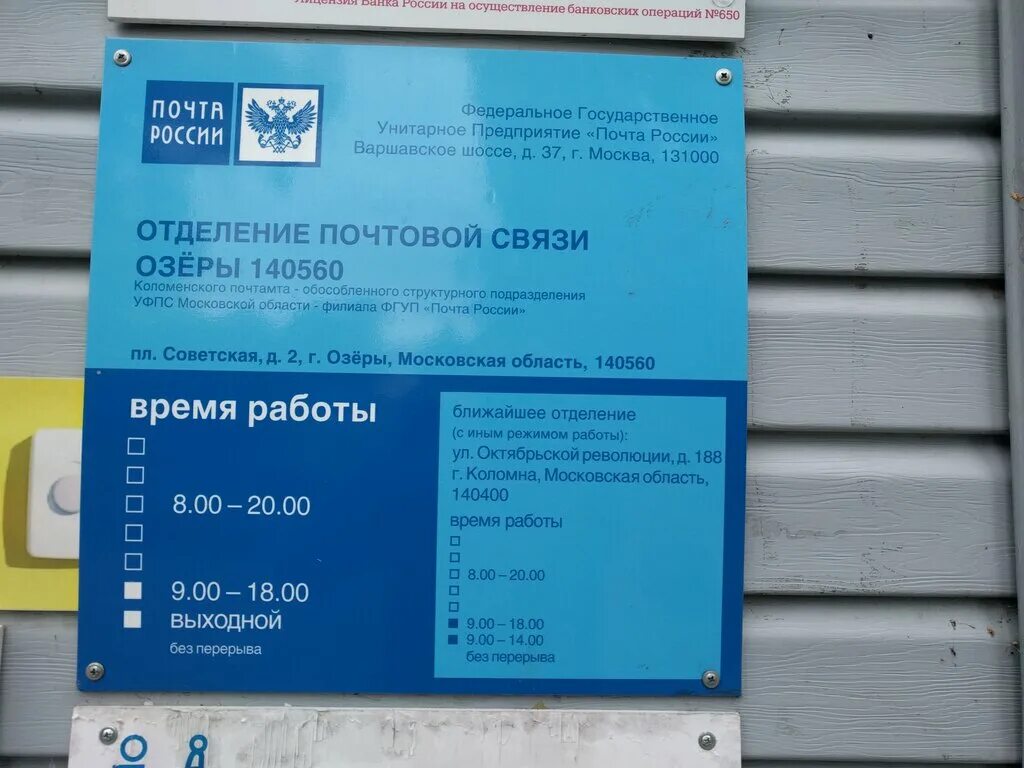 Лицензия Банка России на осуществление банковских операций №650
ПОЧТА
РОССИИ
Федеральное Государственное
Унитарное Предприятие «Почта России»
Варшавское шоссе, д. 37, г. Москва, 131000
ОТДЕЛЕНИЕ ПОЧТОВОЙ СВЯЗИ
ОЗЁРЫ 140560
Коломенского почтамта - обособленного структурного подразделения
УФПС Московской области - филиала ФГУП «Почта России»
пл. Советская, д. 2, г. Озёры, Московская область, 140560
время работы
8.00 – 20.00
9.00 – 18.00
ВЫХОДНОЙ
без перерыва
ближайшее отделение
(с иным режимом работы):
ул. Октябрьской революции, д. 188
г. Коломна, Московская область,
140400
время работы
8.00 – 20.00
9.00 – 18.00
9.00 – 14.00
без перерыва